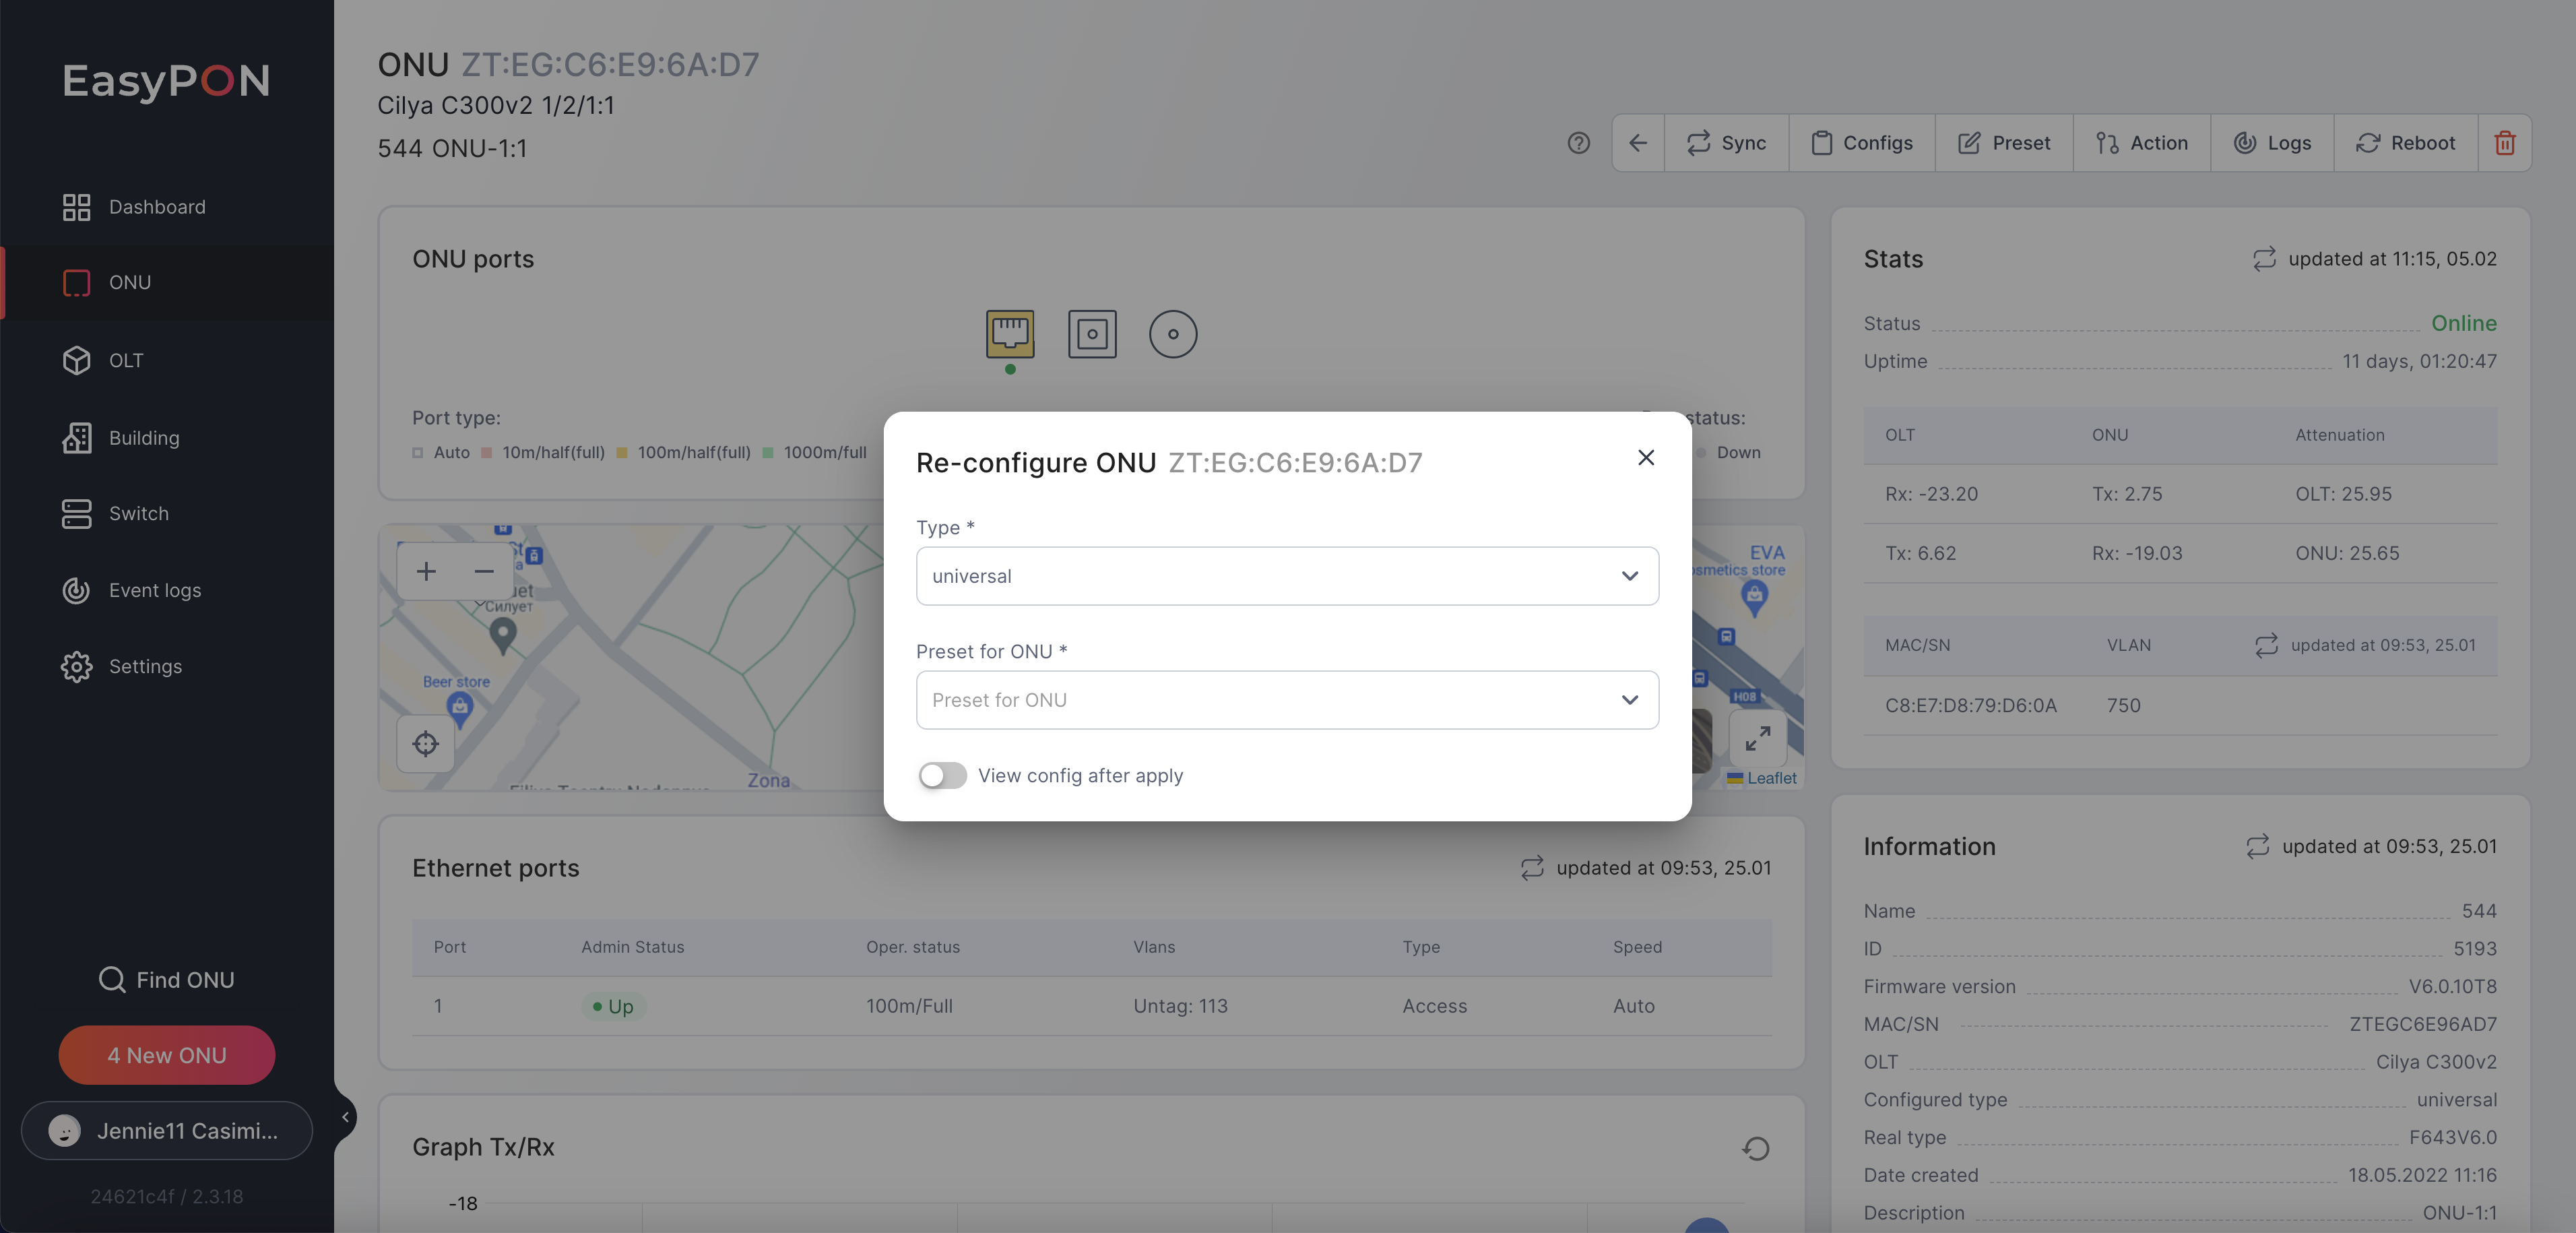 EasyPON
Dashboard
ONU
OLT
Building
Switch
Event logs
Settings
Find ONU
4 New ONU
Jennie11 Casimi...
24621c4f / 2.3.18
ONU ZT:EG:C6:E9:6A:D7
Cilya C300v2 1/2/1:1
544 ONU-1:1
Sync
Configs
Preset
Action
Logs
Reboot
ONU ports
Port type:
Auto 10m/half(full) 100m/half(full) 1000m/full
status:
Down
Re-configure ONU ZT:EG:C6:E9:6A:D7
Type *
universal
Preset for ONU *
Preset for ONU
View config after apply
Силует
Beer store
Zona
EVA
osmetics store
H08
Leaflet
Ethernet ports
updated at 09:53, 25.01
Port Admin Status Oper. status Vlans Type Speed
1 Up 100m/Full Untag: 113 Access Auto
Graph Tx/Rx
-18
Stats
updated at 11:15, 05.02
Status Online
Uptime 11 days, 01:20:47
OLT ONU Attenuation
Rx: -23.20 Tx: 2.75 OLT: 25.95
Tx: 6.62 Rx: -19.03 ONU: 25.65
MAC/SN VLAN updated at 09:53, 25.01
C8:E7:D8:79:D6:0A 750
Information
updated at 09:53, 25.01
Name 544
ID 5193
Firmware version V6.0.10T8
MAC/SN ZTEGC6E96AD7
OLT Cilya C300v2
Configured type universal
Real type F643V6.0
Date created 18.05.2022 11:16
Description ONU-1:1